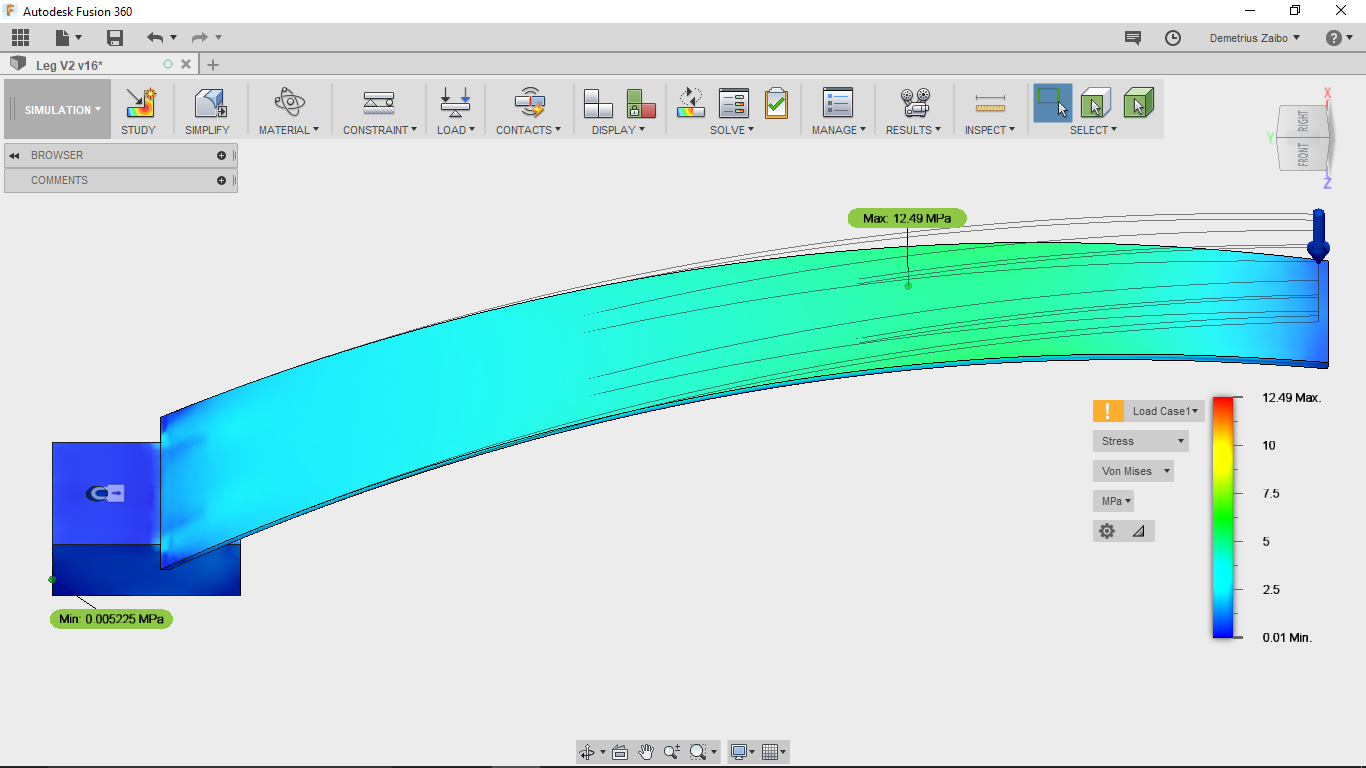 Autodesk Fusion 360
Demetrius Zaibo
Leg V2 v16*
SIMULATION
STUDY
SIMPLIFY
MATERIAL
CONSTRAINT
LOAD
CONTACTS
DISPLAY
SOLVE
MANAGE
RESULTS
INSPECT
SELECT
BROWSER
COMMENTS
X
RIGHT
Y
FRONT
Z
Max: 12.49 MPa
Load Case1
12.49 Max.
Stress
10
Von Mises
7.5
MPa
5
2.5
0.01 Min.
Min: 0.005225 MPa